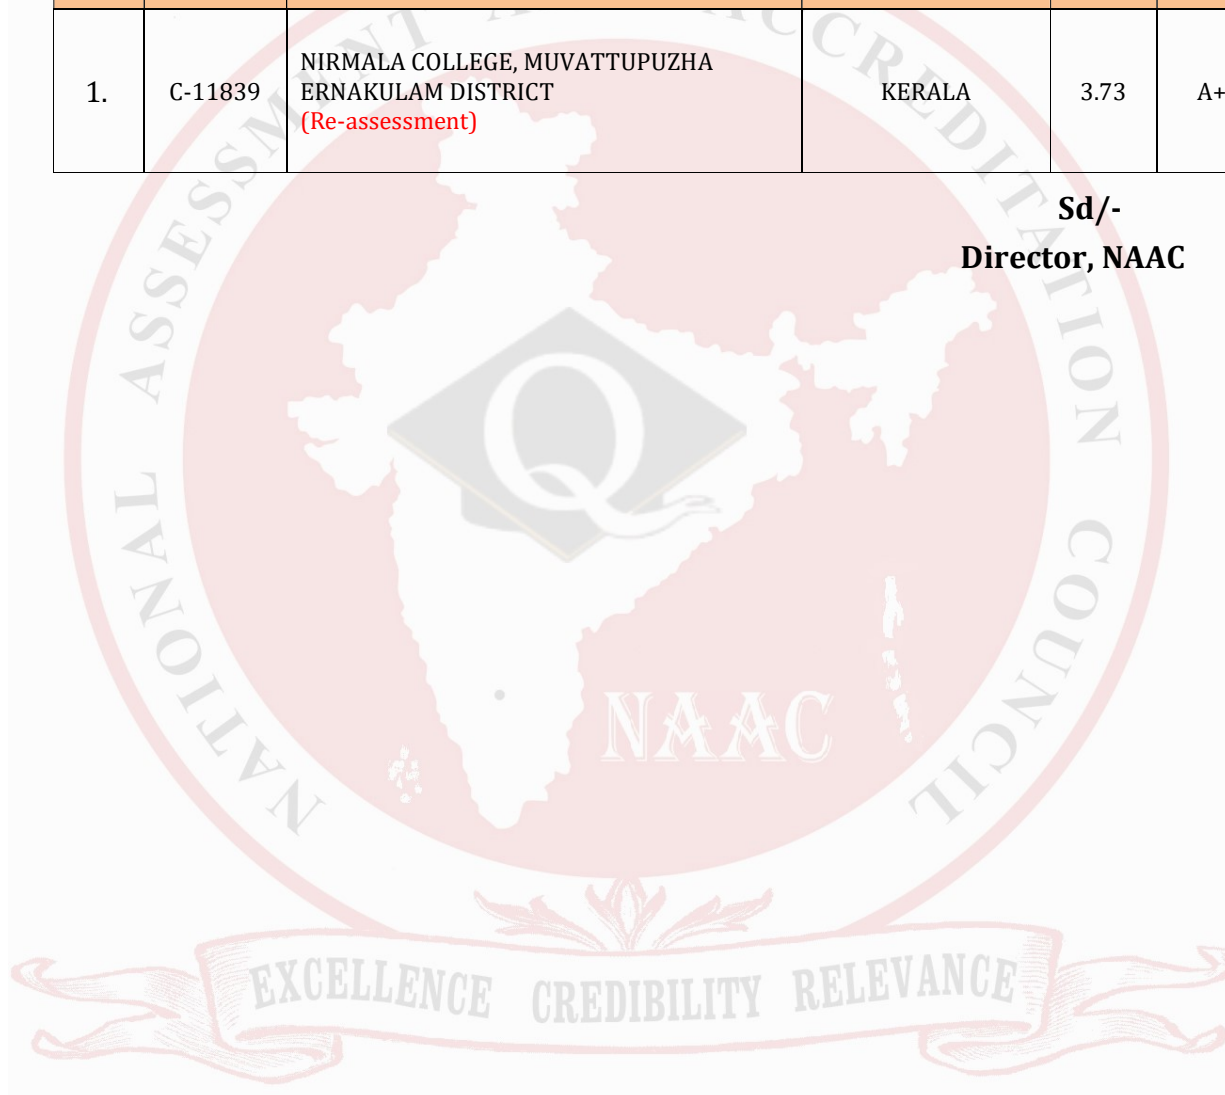 1. C-11839 NIRMALA COLLEGE, MUVATTUPUZHA KERALA 3.73 A+
ERNAKULAM DISTRICT
(Re-assessment)
Sd/-
Director, NAAC
NATIONAL ASSESSMENT AND ACCREDITATION COUNCIL
NAAC
EXCELLENCE CREDIBILITY RELEVANCE